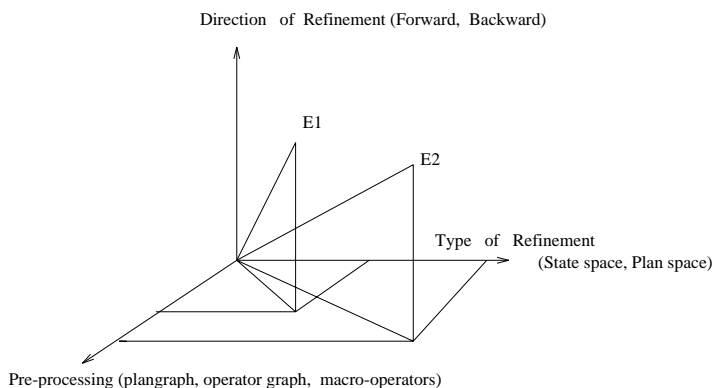 Direction of Refinement (Forward, Backward)
E1
E2
Type of Refinement
(State space, Plan space)
Pre-processing (plangraph, operator graph, macro-operators)